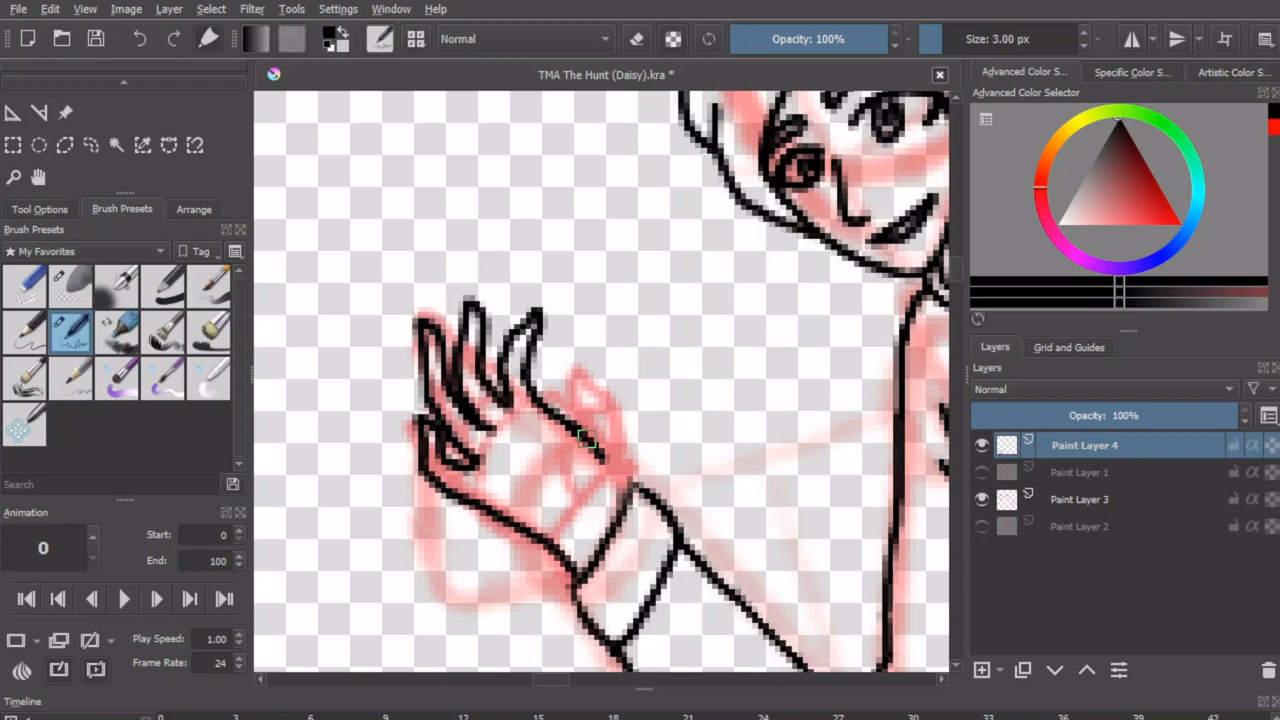 File Edit View Image Layer Select Filter Tools Settings Window Help
Normal Opacity: 100% Size: 3.00 px
TMA The Hunt (Daisy).kra *
Advanced Color S... Specific Color S... Artistic Color S...
Advanced Color Selector
Tool Options Brush Presets Arrange
Brush Presets
My Favorites Tag
Search
Animation
0 Start: 0
End: 100
Play Speed: 1.00
Frame Rate: 24
Timeline
Layers Grid and Guides
Layers
Normal
Opacity: 100%
Paint Layer 4
Paint Layer 1
Paint Layer 3
Paint Layer 2
0 3 6 9 12 15 18 21 24 27 30 33 36 39 42